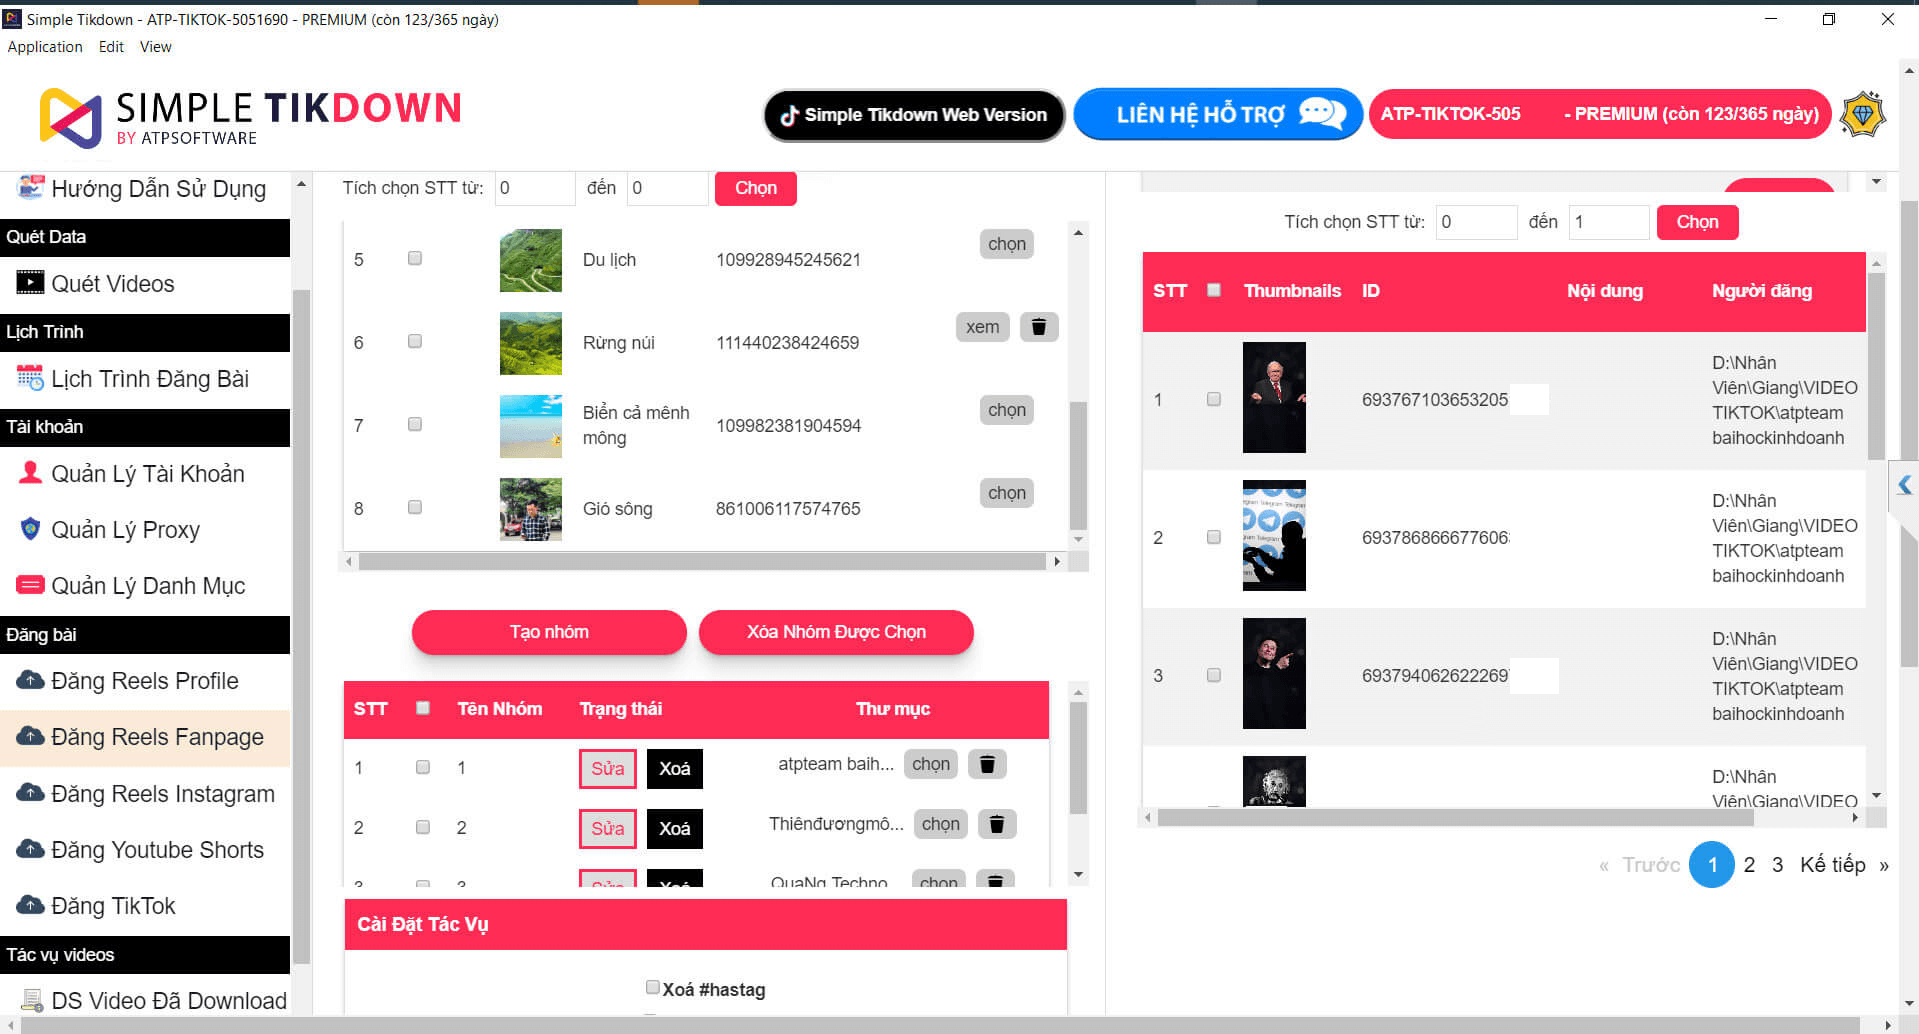 Simple Tikdown - ATP-TIKTOK-5051690 - PREMIUM (còn 123/365 ngày)
Application Edit View
SIMPLE TIKDOWN
BY ATPSOFTWARE
Simple Tikdown Web Version
LIÊN HỆ HỖ TRỢ
ATP-TIKTOK-505 - PREMIUM (còn 123/365 ngày)
Hướng Dẫn Sử Dụng
Quét Data
Quét Videos
Lịch Trình
Lịch Trình Đăng Bài
Tài khoản
Quản Lý Tài Khoản
Quản Lý Proxy
Quản Lý Danh Mục
Đăng bài
Đăng Reels Profile
Đăng Reels Fanpage
Đăng Reels Instagram
Đăng Youtube Shorts
Đăng TikTok
Tác vụ videos
DS Video Đã Download
Tích chọn STT từ: 0 đến 0 Chọn
5 Du lịch 109928945245621 chọn
6 Rừng núi 111440238424659 xem
7 Biển cả mênh mông 109982381904594 chọn
8 Gió sông 861006117574765 chọn
Tạo nhóm Xóa Nhóm Được Chọn
STT Tên Nhóm Trạng thái Thư mục
1 1 Sửa Xoá atpteam baih... chọn
2 2 Sửa Xoá Thiênđươngmô... chọn
3 3 Sửa Xoá QuaNg Techno chọn
Cài Đặt Tác Vụ
Xoá #hastag
Tích chọn STT từ: 0 đến 1 Chọn
STT Thumbnails ID Nội dung Người đăng
1 693767103653205 D:\Nhân
Viên\Giang\VIDEO
TIKTOK\atpteam
baihockinhdoanh
2 693786866677606 D:\Nhân
Viên\Giang\VIDEO
TIKTOK\atpteam
baihockinhdoanh
3 693794062622269 D:\Nhân
Viên\Giang\VIDEO
TIKTOK\atpteam
baihockinhdoanh
D:\Nhân
Viên\Giang\VIDEO
« Trước 1 2 3 Kế tiếp »